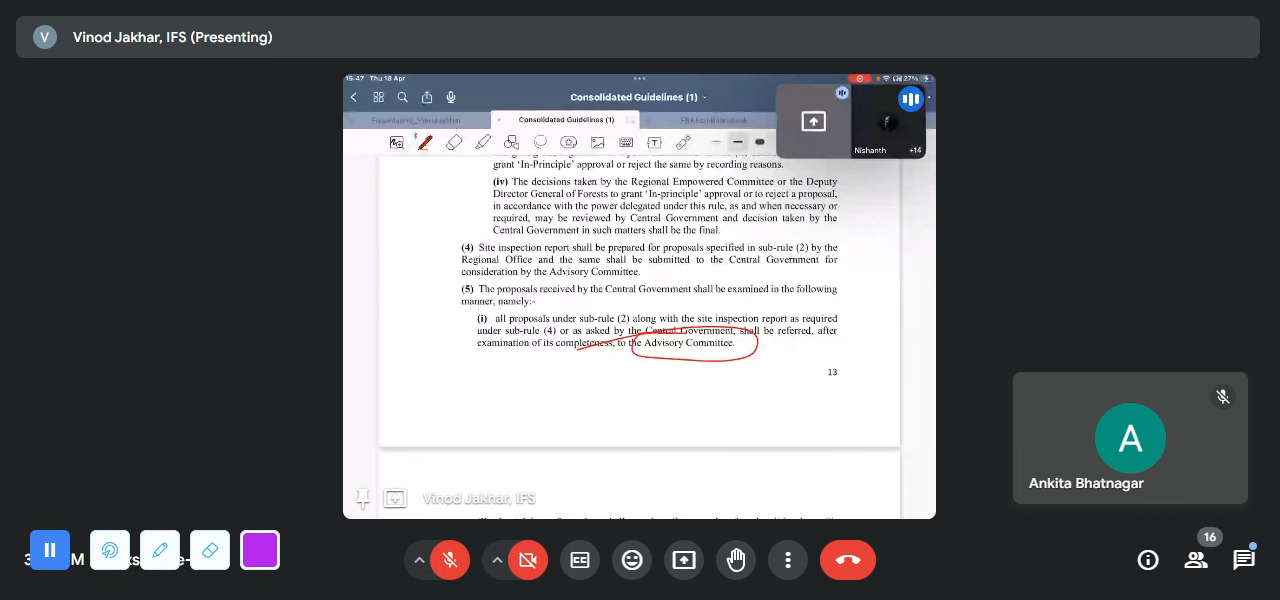 V
Vinod Jakhar, IFS (Presenting)
15:47 Thu 18 Apr
27%
Consolidated Guidelines (1)
Consolidated Guidelines (1)
Nishanth
+14
grant 'In-Principle' approval or reject the same by recording reasons.
(iv) The decisions taken by the Regional Empowered Committee or the Deputy
Director General of Forests to grant 'In-principle' approval or to reject a proposal,
in accordance with the power delegated under this rule, as and when necessary or
required, may be reviewed by Central Government and decision taken by the
Central Government in such matters shall be the final.
(4) Site inspection report shall be prepared for proposals specified in sub-rule (2) by the
Regional Office and the same shall be submitted to the Central Government for
consideration by the Advisory Committee.
(5) The proposals received by the Central Government shall be examined in the following
manner, namely:-
(i) all proposals under sub-rule (2) along with the site inspection report as required
under sub-rule (4) or as asked by the Central Government, shall be referred, after
examination of its completeness, to the Advisory Committee.
13
Vinod Jakhar, IFS
A
Ankita Bhatnagar
16